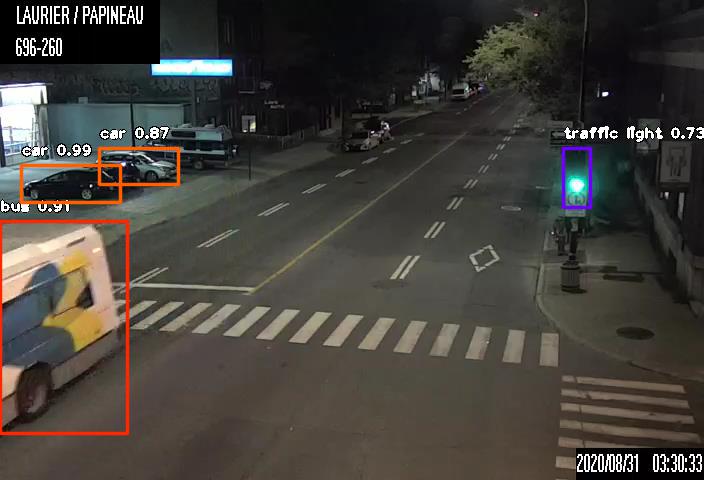 LAURIER / PAPINEAU
696-260
car 0.87
traffic light 0.73
car 0.99
bus 0.91
2020/08/31 03:30:33